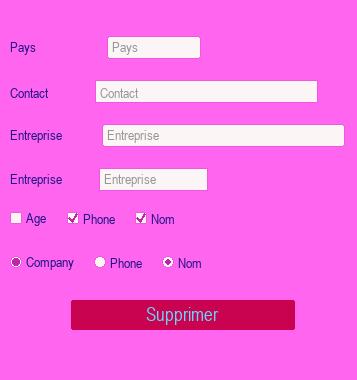 Pays Pays
Contact Contact
Entreprise Entreprise
Entreprise Entreprise
Age Phone Nom
Company Phone Nom
Supprimer